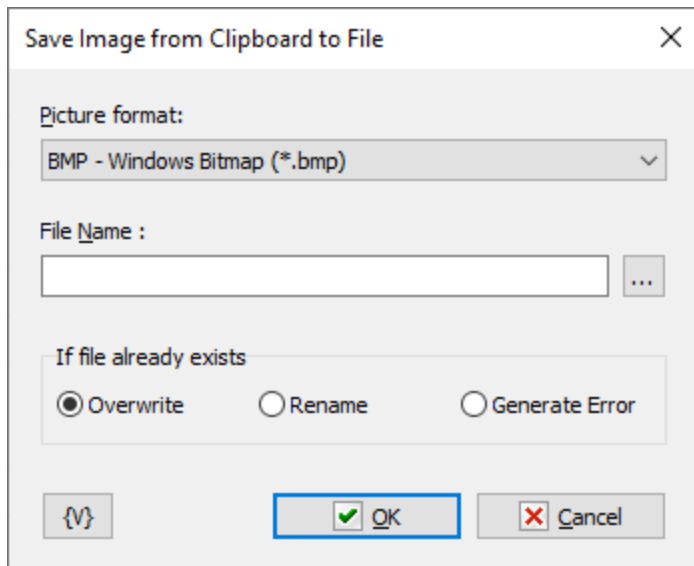 Save Image from Clipboard to File
Picture format:
BMP - Windows Bitmap (*.bmp)
File Name :
...
If file already exists
Overwrite Rename Generate Error
{V} OK Cancel